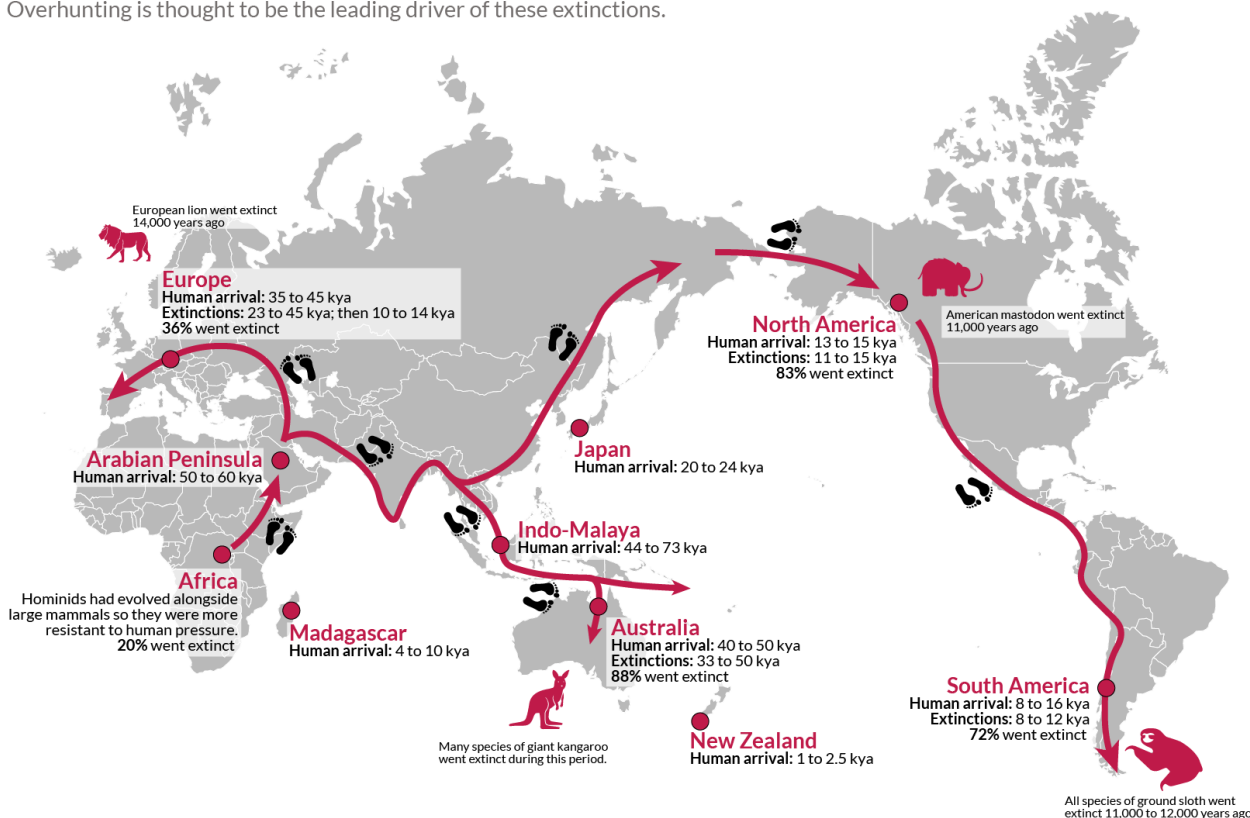 Overhunting is thought to be the leading driver of these extinctions.
European lion went extinct
14,000 years ago
Europe
Human arrival: 35 to 45 kya
Extinctions: 23 to 45 kya; then 10 to 14 kya
36% went extinct
American mastodon went extinct
11,000 years ago
North America
Human arrival: 13 to 15 kya
Extinctions: 11 to 15 kya
83% went extinct
Arabian Peninsula
Human arrival: 50 to 60 kya
Japan
Human arrival: 20 to 24 kya
Indo-Malaya
Human arrival: 44 to 73 kya
Africa
Hominids had evolved alongside
large mammals so they were more
resistant to human pressure.
20% went extinct
Madagascar
Human arrival: 4 to 10 kya
Australia
Human arrival: 40 to 50 kya
Extinctions: 33 to 50 kya
88% went extinct
Many species of giant kangaroo
went extinct during this period.
New Zealand
Human arrival: 1 to 2.5 kya
South America
Human arrival: 8 to 16 kya
Extinctions: 8 to 12 kya
72% went extinct
All species of ground sloth went
extinct 11,000 to 12,000 years ago